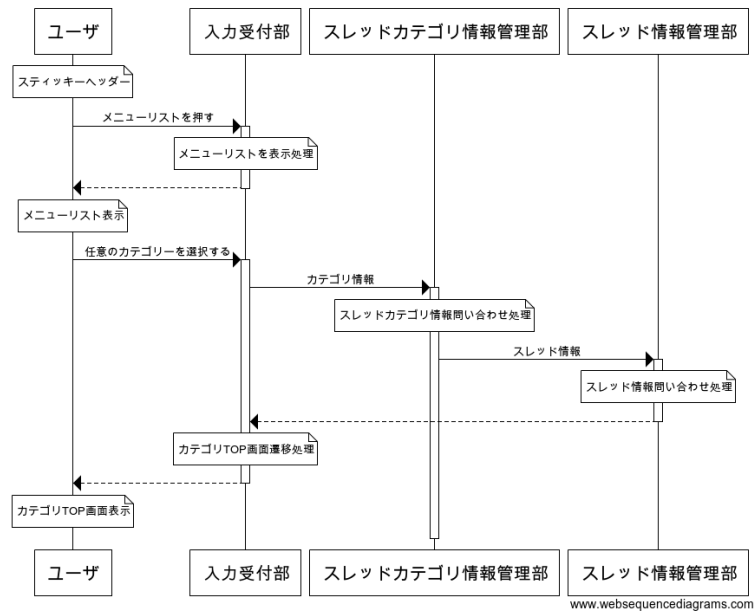 ユーザ
入力受付部
スレッドカテゴリ情報管理部
スレッド情報管理部
スティッキーヘッダー
メニューリストを押す
メニューリストを表示処理
メニューリスト表示
任意のカテゴリーを選択する
カテゴリ情報
スレッドカテゴリ情報問い合わせ処理
スレッド情報
スレッド情報問い合わせ処理
カテゴリTOP画面遷移処理
カテゴリTOP画面表示
ユーザ
入力受付部
スレッドカテゴリ情報管理部
スレッド情報管理部
www.websequencediagrams.com